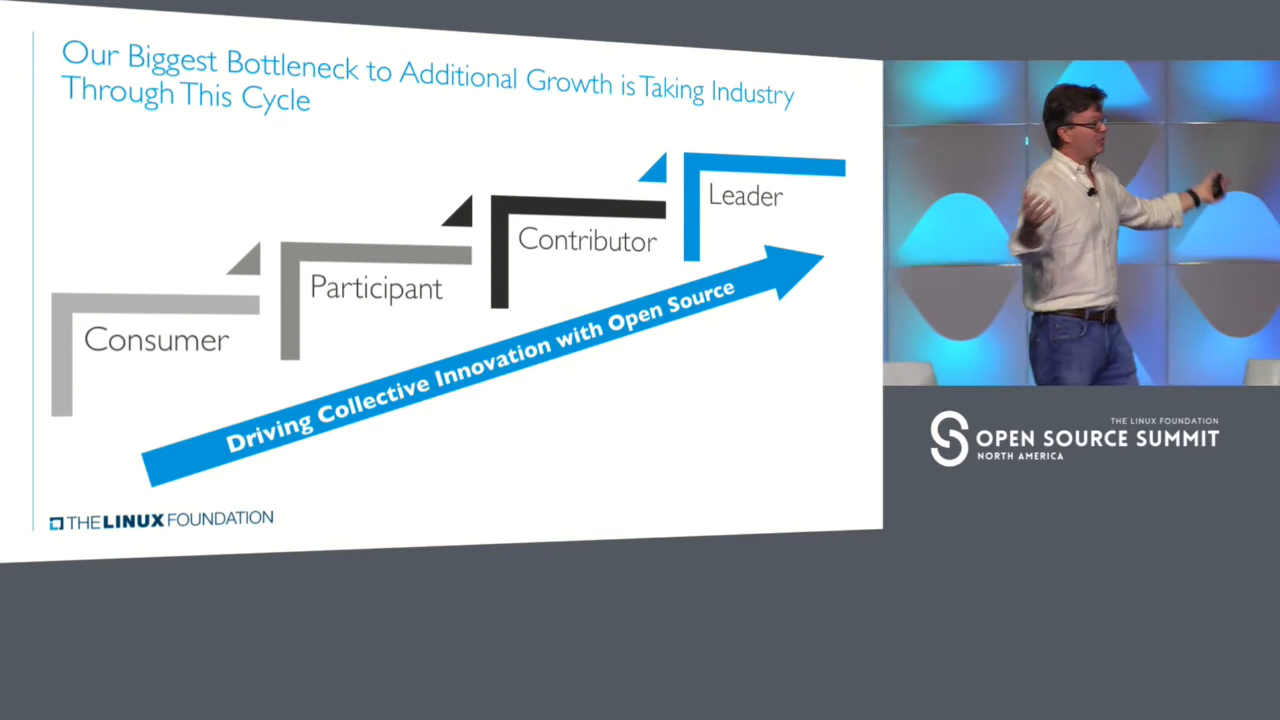 Our Biggest Bottleneck to Additional Growth is Taking Industry
Through This Cycle
Leader
Contributor
Participant
Consumer
Driving Collective Innovation with Open Source
THE LINUX FOUNDATION
THE LINUX FOUNDATION
OPEN SOURCE SUMMIT
NORTH AMERICA